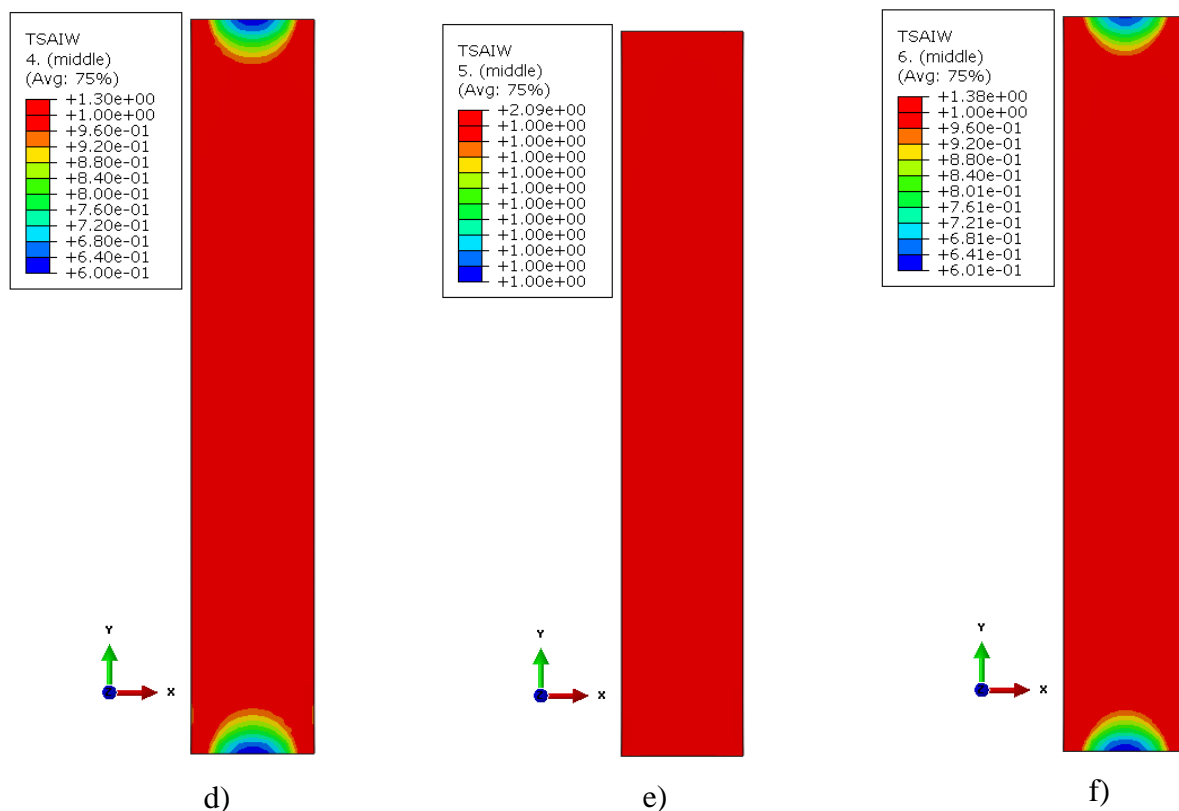 TSAIW
4. (middle)
(Avg: 75%)
+1.30e+00
+1.00e+00
+9.60e-01
+9.20e-01
+8.80e-01
+8.40e-01
+8.00e-01
+7.60e-01
+7.20e-01
+6.80e-01
+6.40e-01
+6.00e-01
Y
Z
X
d)
TSAIW
5. (middle)
(Avg: 75%)
+2.09e+00
+1.00e+00
+1.00e+00
+1.00e+00
+1.00e+00
+1.00e+00
+1.00e+00
+1.00e+00
+1.00e+00
+1.00e+00
+1.00e+00
+1.00e+00
Y
Z
X
e)
TSAIW
6. (middle)
(Avg: 75%)
+1.38e+00
+1.00e+00
+9.60e-01
+9.20e-01
+8.80e-01
+8.40e-01
+8.01e-01
+7.61e-01
+7.21e-01
+6.81e-01
+6.41e-01
+6.01e-01
Y
Z
X
f)